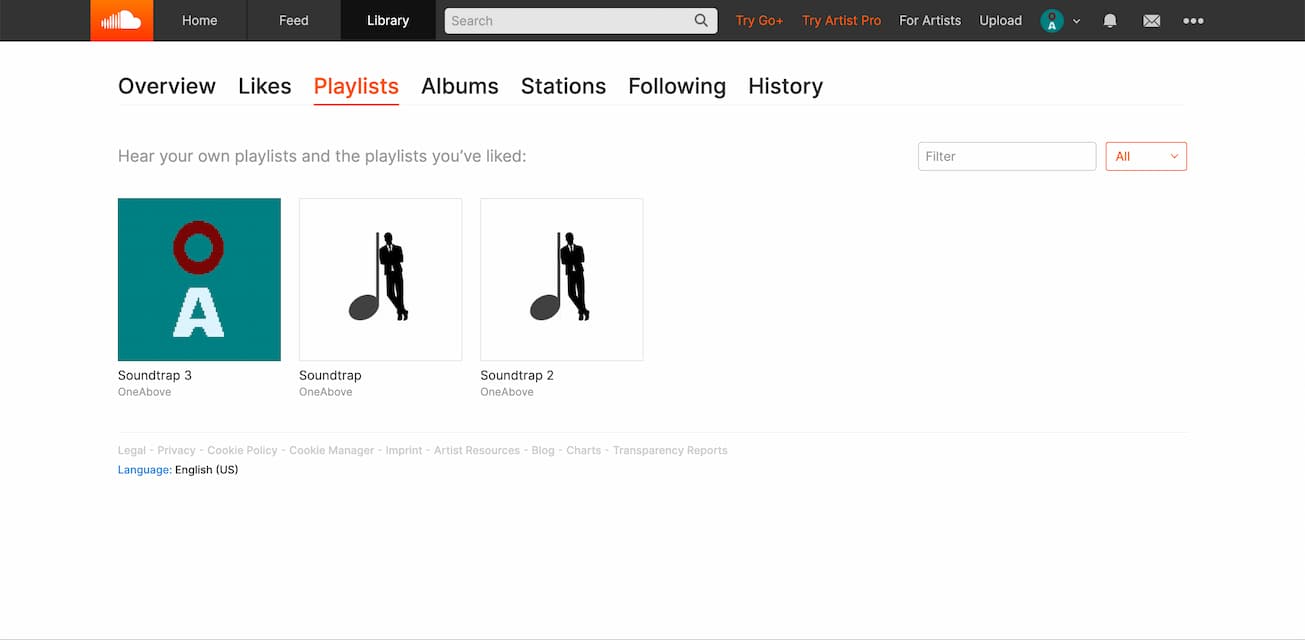 Home Feed Library Search Try Go+ Try Artist Pro For Artists Upload
Overview Likes Playlists Albums Stations Following History
Hear your own playlists and the playlists you’ve liked: Filter All
O
A
Soundtrap 3 Soundtrap Soundtrap 2
OneAbove OneAbove OneAbove
Legal - Privacy - Cookie Policy - Cookie Manager - Imprint - Artist Resources - Blog - Charts - Transparency Reports
Language: English (US)